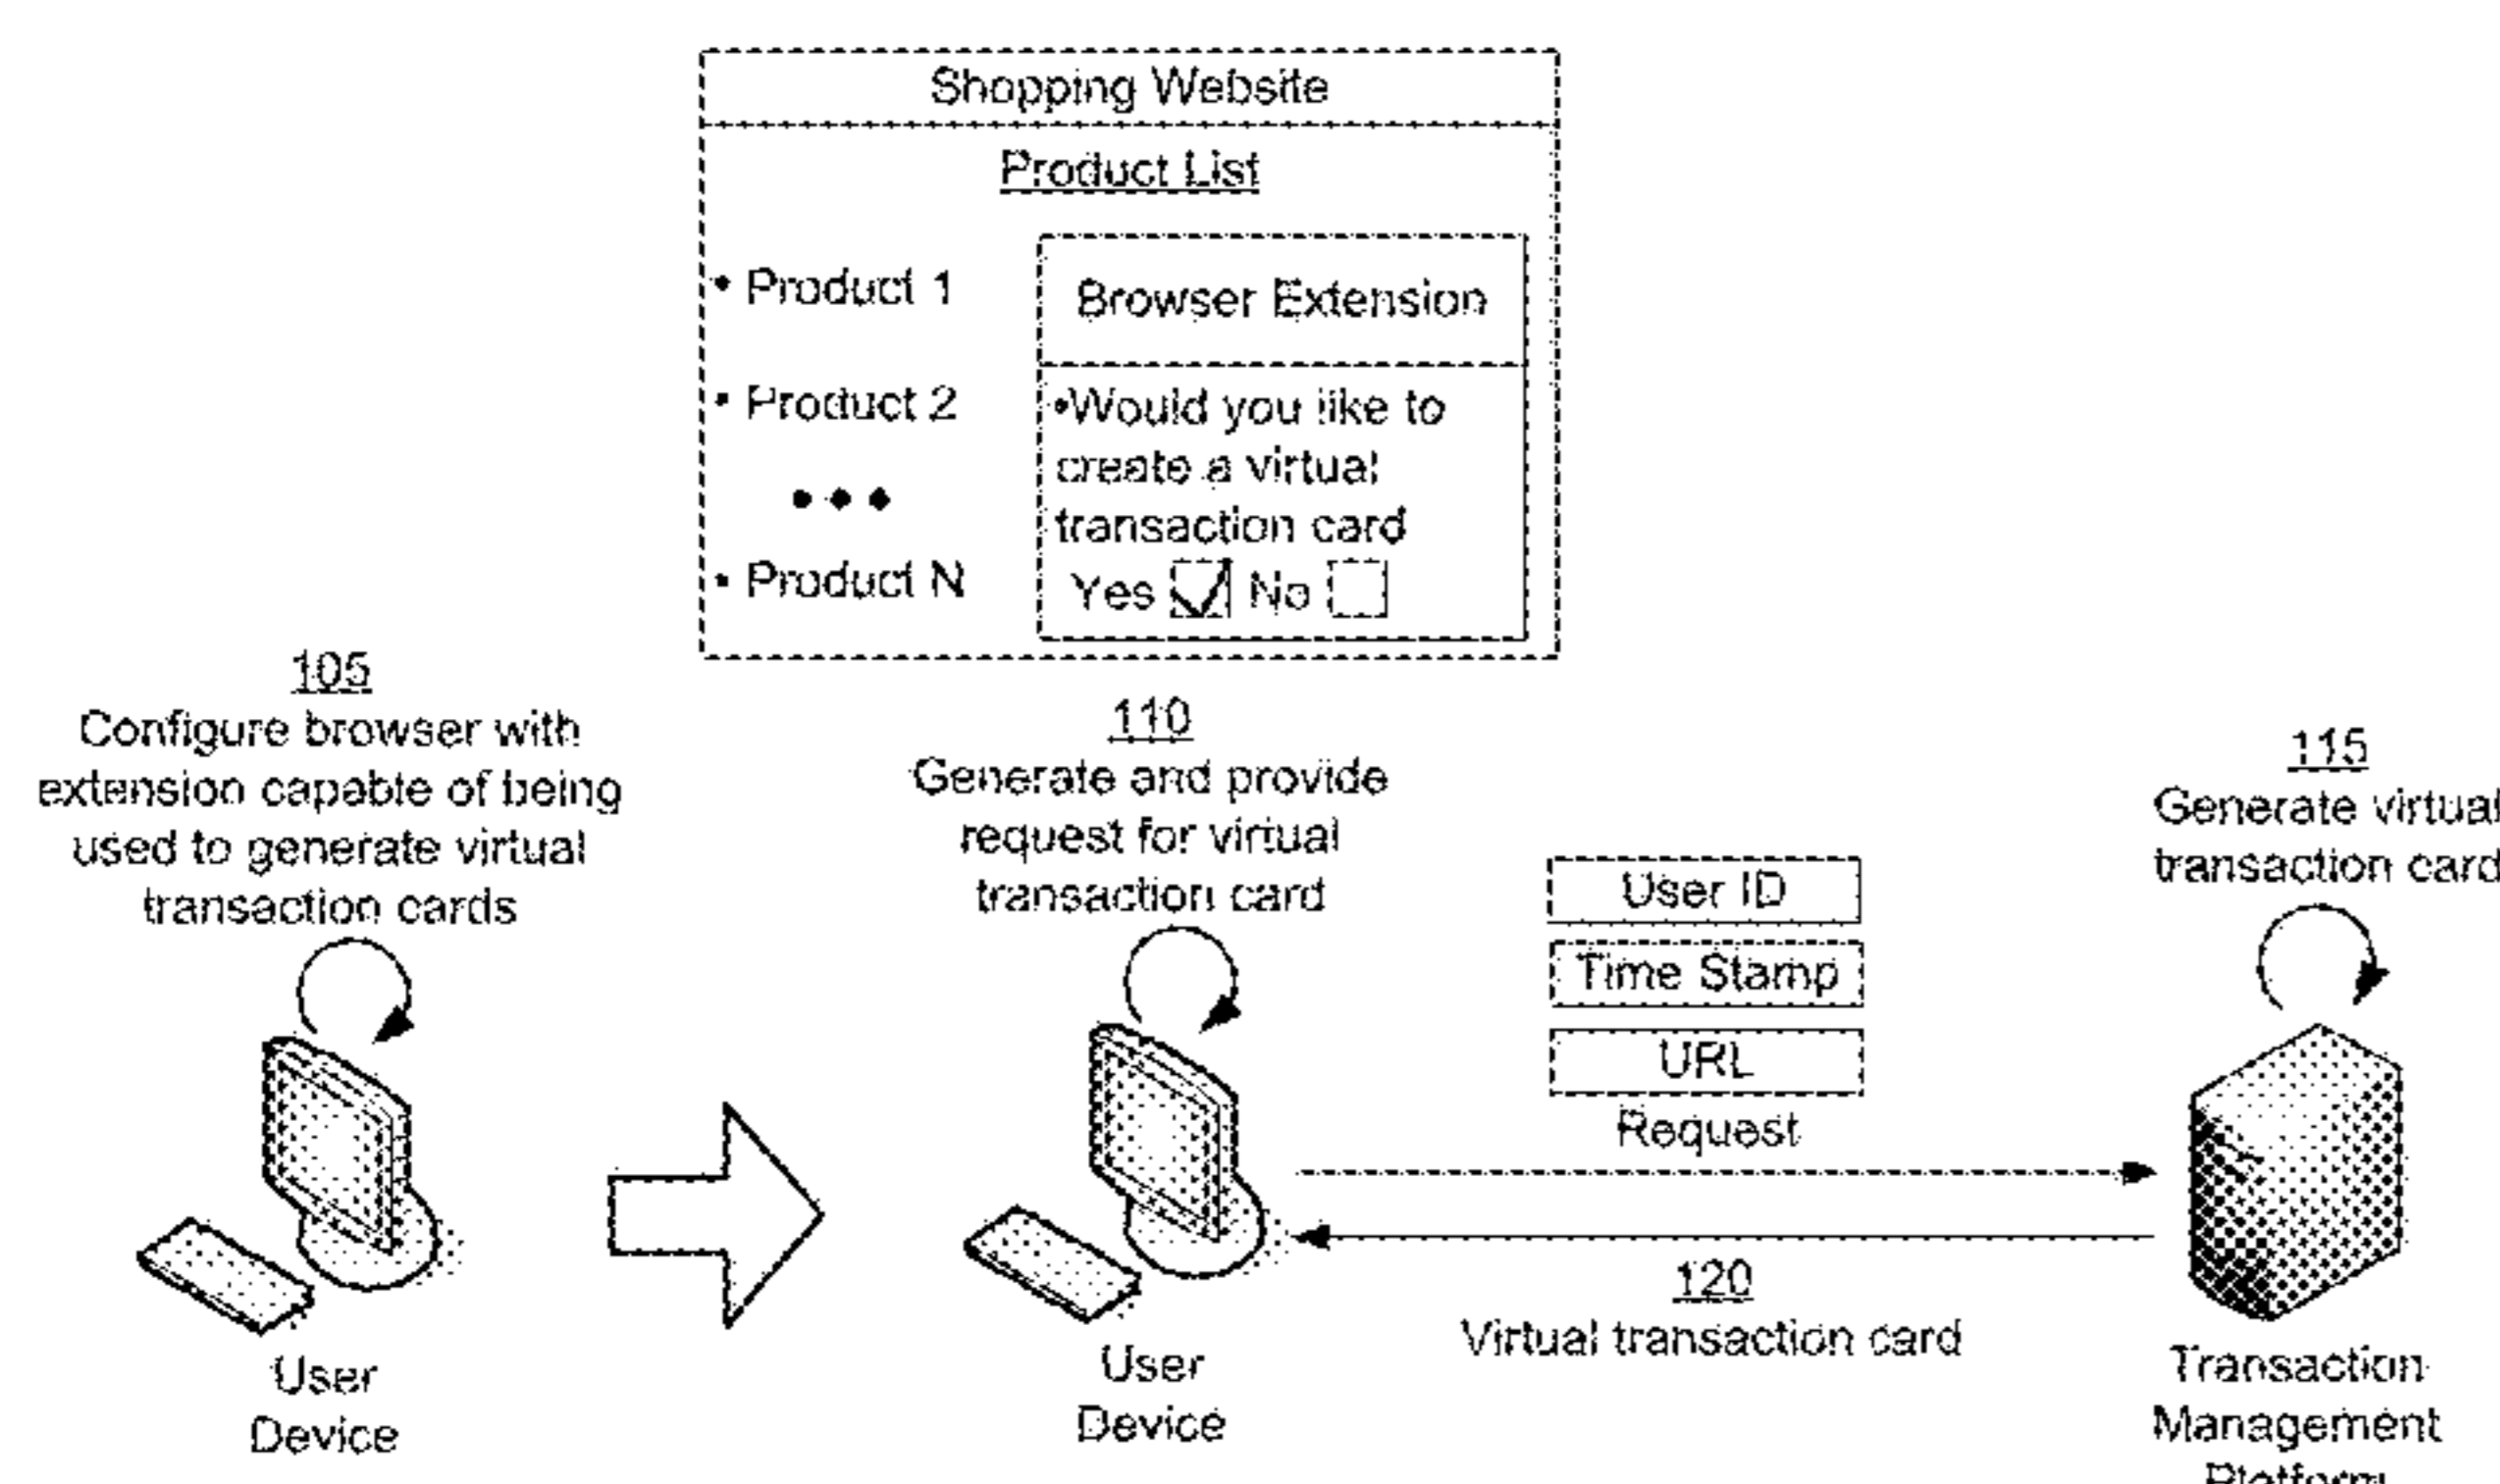 Shopping Website
Product List
• Product 1
• Product 2
• • •
• Product N
Browser Extension
•Would you like to
create a virtual
transaction card
Yes No
105
Configure browser with
extension capable of being
used to generate virtual
transaction cards
User
Device
110
Generate and provide
request for virtual
transaction card
User
Device
User ID
Time Stamp
URL
Request
120
Virtual transaction card
115
Generate virtual
transaction card
Transaction
Management
Platform